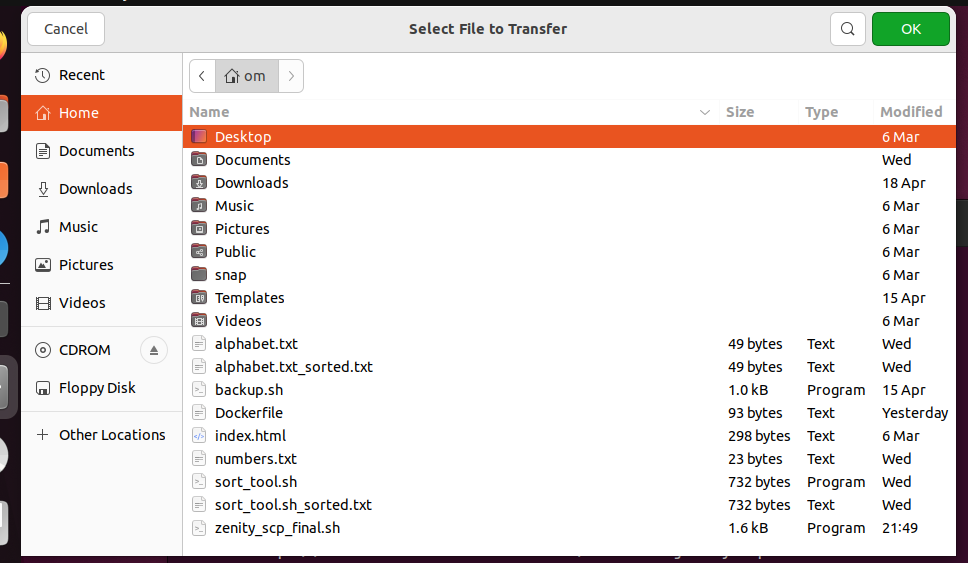 Cancel
Select File to Transfer
OK
Recent
Home
Documents
Downloads
Music
Pictures
Videos
CDROM
Floppy Disk
Other Locations
om
Name Size Type Modified
Desktop 6 Mar
Documents Wed
Downloads 18 Apr
Music 6 Mar
Pictures 6 Mar
Public 6 Mar
snap 6 Mar
Templates 15 Apr
Videos 6 Mar
alphabet.txt 49 bytes Text Wed
alphabet.txt_sorted.txt 49 bytes Text Wed
backup.sh 1.0 kB Program 15 Apr
Dockerfile 93 bytes Text Yesterday
index.html 298 bytes Text 6 Mar
numbers.txt 23 bytes Text Wed
sort_tool.sh 732 bytes Program Wed
sort_tool.sh_sorted.txt 732 bytes Text Wed
zenity_scp_final.sh 1.6 kB Program 21:49